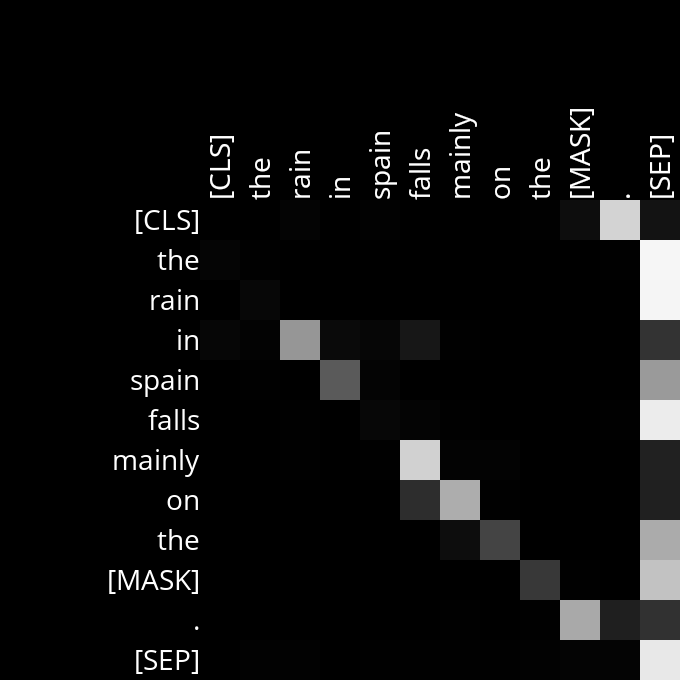 [CLS] the rain in spain falls mainly on the [MASK] . [SEP]
[CLS]
the
rain
in
spain
falls
mainly
on
the
[MASK]
.
[SEP]